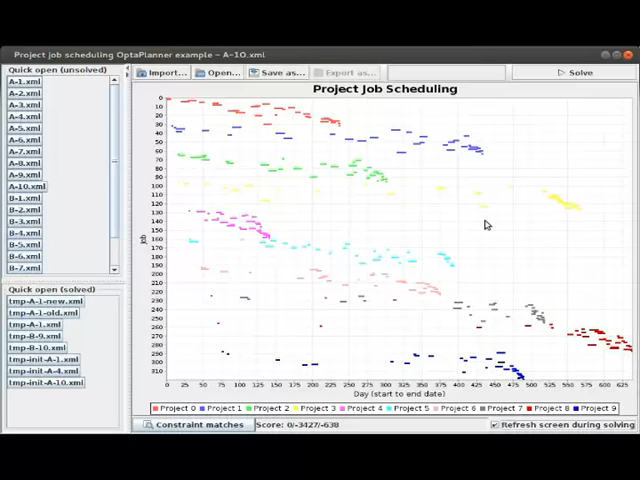 Project job scheduling OptaPlanner example – A-10.xml
Quick open (unsolved)
A-1.xml
A-2.xml
A-3.xml
A-4.xml
A-5.xml
A-6.xml
A-7.xml
A-8.xml
A-9.xml
A-10.xml
B-1.xml
B-2.xml
B-3.xml
B-4.xml
B-5.xml
B-6.xml
B-7.xml
Quick open (solved)
tmp-A-1-new.xml
tmp-A-1-old.xml
tmp-A-1.xml
tmp-B-9.xml
tmp-B-10.xml
tmp-init-A-1.xml
tmp-init-A-4.xml
tmp-init-A-10.xml
Import... Open... Save as... Export as... Solve
Project Job Scheduling
0
10
20
30
40
50
60
70
80
90
100
110
120
130
140
150
160
170
180
190
200
210
220
230
240
250
260
270
280
290
300
310
Job
0 25 50 75 100 125 150 175 200 225 250 275 300 325 350 375 400 425 450 475 500 525 550 575 600 625
Day (start to end date)
Project 0 Project 1 Project 2 Project 3 Project 4 Project 5 Project 6 Project 7 Project 8 Project 9
Constraint matches Score: 0/-3427/-638 Refresh screen during solving